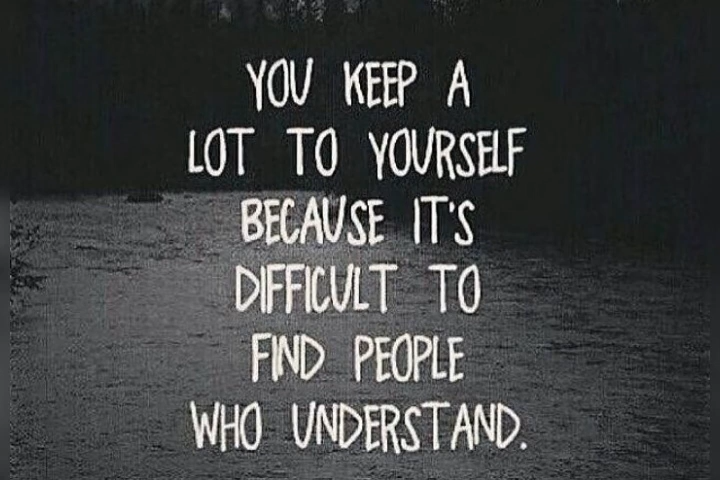 YOU KEEP A
LOT TO YOURSELF
BECAUSE IT'S
DIFFICULT TO
FIND PEOPLE
WHO UNDERSTAND.